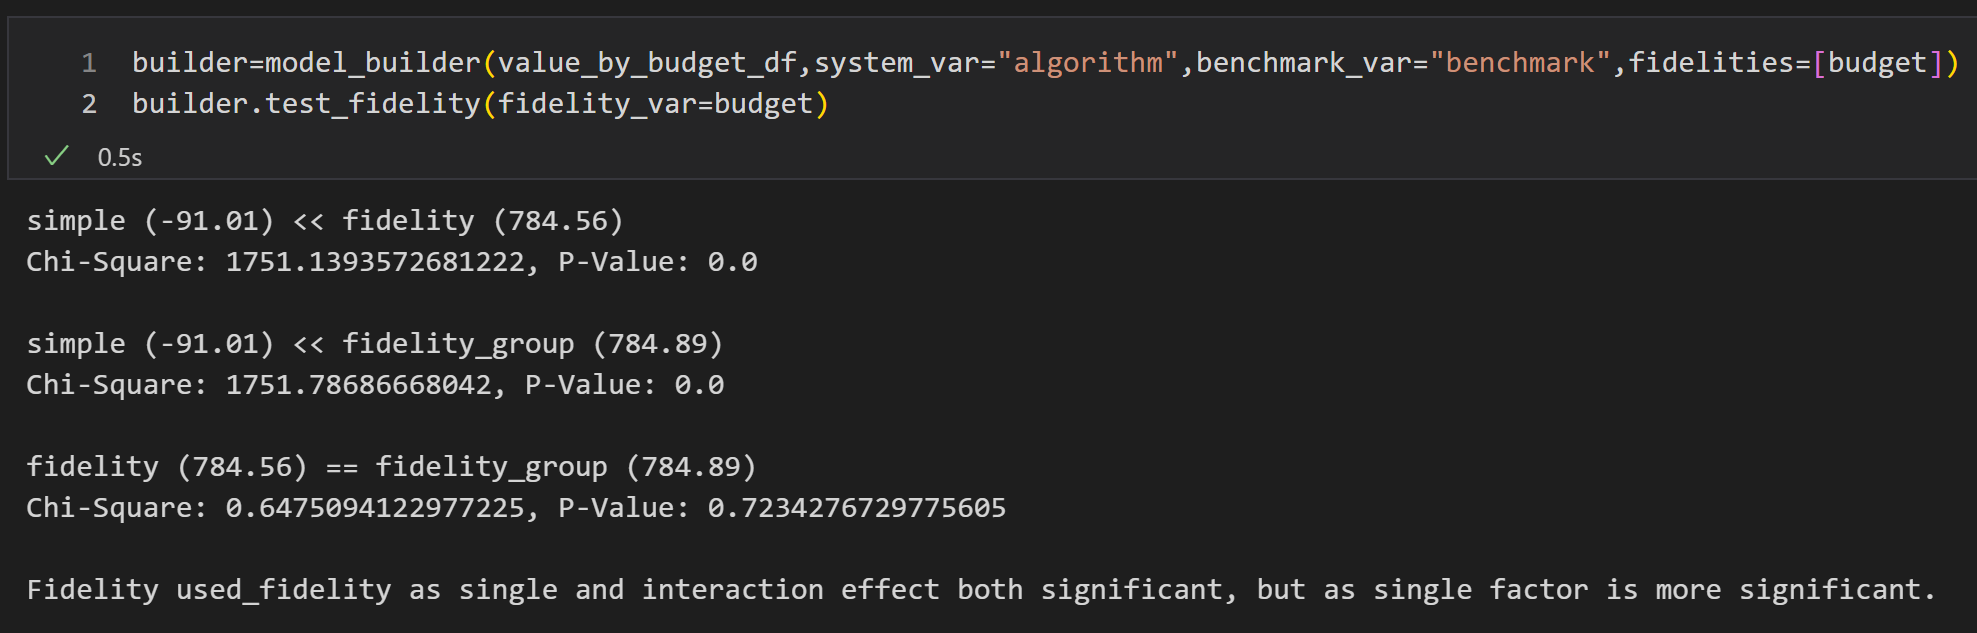 1 builder=model_builder(value_by_budget_df,system_var="algorithm",benchmark_var="benchmark",fidelities=[budget])
2 builder.test_fidelity(fidelity_var=budget)
✓ 0.5s
simple (-91.01) << fidelity (784.56)
Chi-Square: 1751.1393572681222, P-Value: 0.0
simple (-91.01) << fidelity_group (784.89)
Chi-Square: 1751.78686668042, P-Value: 0.0
fidelity (784.56) == fidelity_group (784.89)
Chi-Square: 0.6475094122977225, P-Value: 0.7234276729775605
Fidelity used_fidelity as single and interaction effect both significant, but as single factor is more significant.